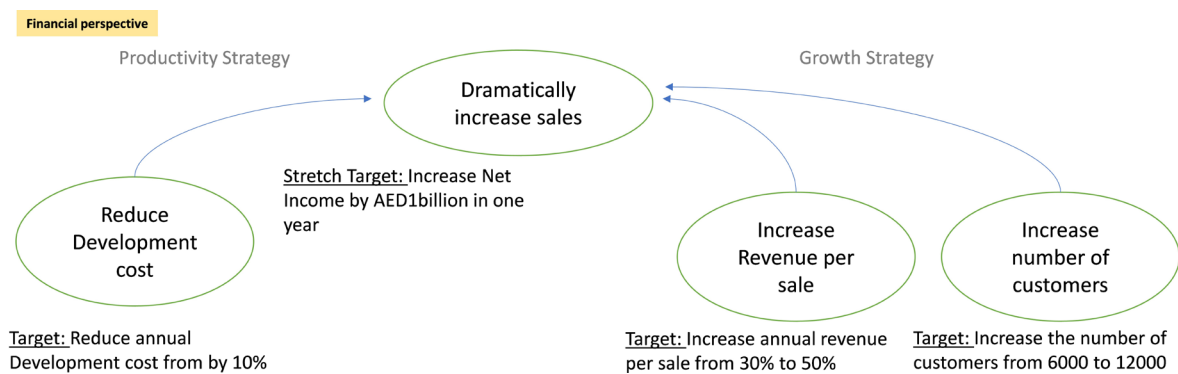 Financial perspective
Productivity Strategy
Growth Strategy
Dramatically
increase sales
Stretch Target: Increase Net
Income by AED1billion in one
year
Reduce
Development
cost
Increase
Revenue per
sale
Increase
number of
customers
Target: Reduce annual
Development cost from by 10%
Target: Increase annual revenue
per sale from 30% to 50%
Target: Increase the number of
customers from 6000 to 12000